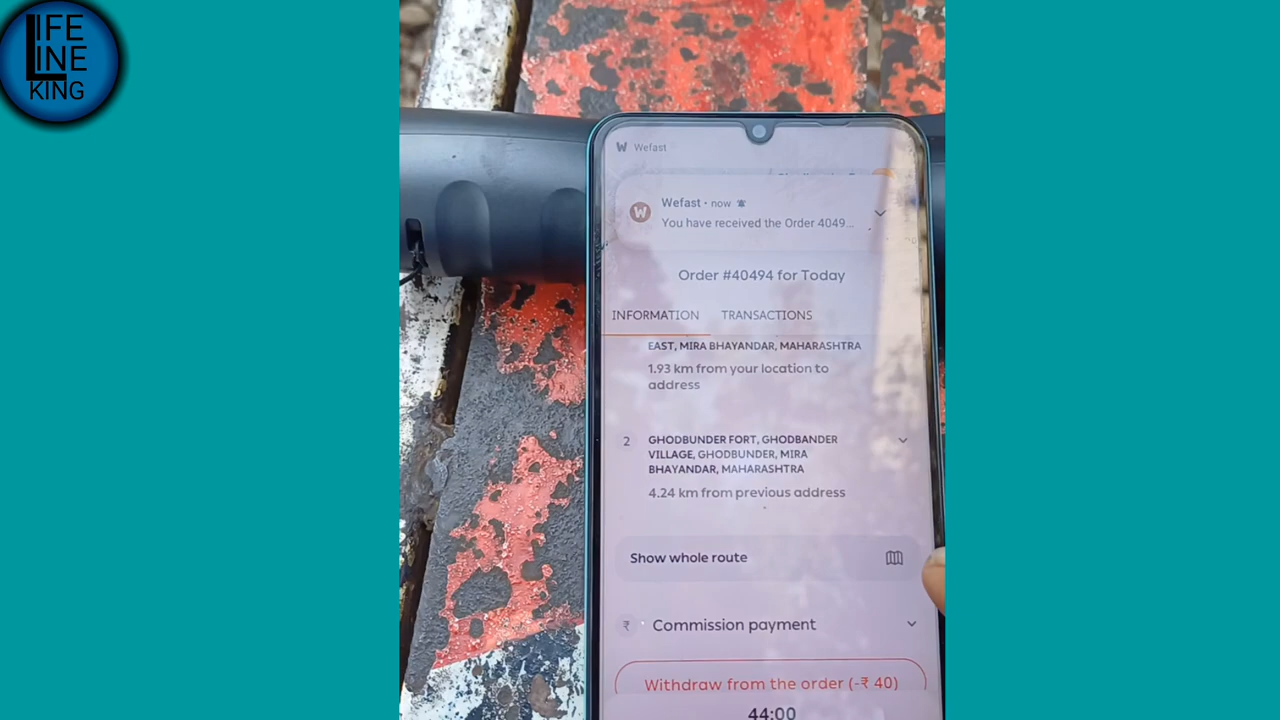 LIFE
LINE
KING
W Wefast
W
Wefast • now
You have received the Order 4049...
Order #40494 for Today
INFORMATION TRANSACTIONS
EAST, MIRA BHAYANDAR, MAHARASHTRA
1.93 km from your location to
address
2 GHODBUNDER FORT, GHODBANDER
VILLAGE, GHODBUNDER, MIRA
BHAYANDAR, MAHARASHTRA
4.24 km from previous address
Show whole route
₹ Commission payment
Withdraw from the order (-₹ 40)
44:00